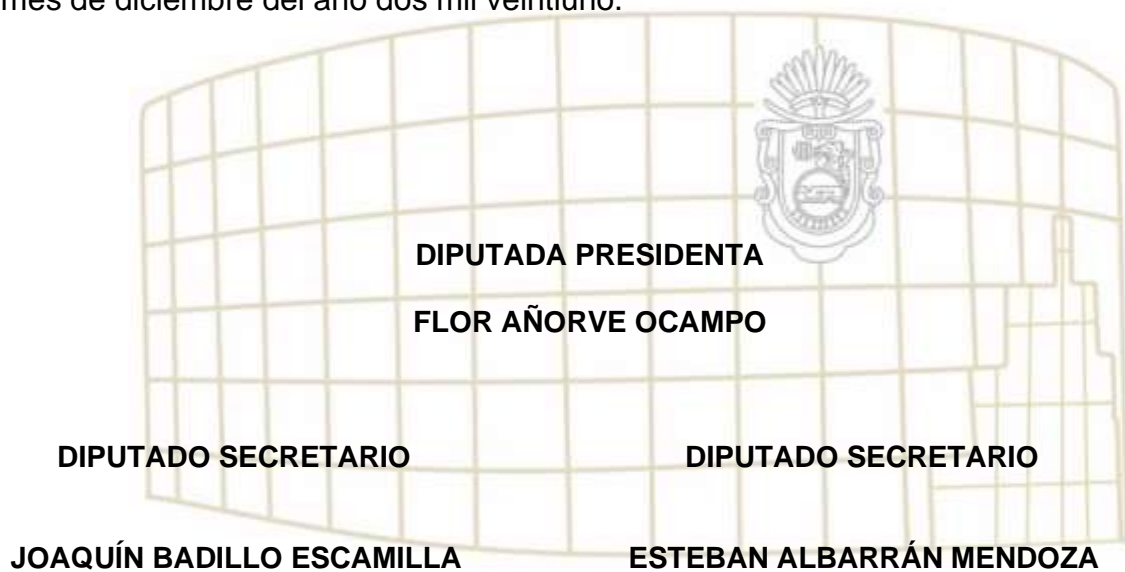 mes de diciembre del año dos mil veintiuno.
DIPUTADA PRESIDENTA
FLOR AÑORVE OCAMPO
DIPUTADO SECRETARIO DIPUTADO SECRETARIO
JOAQUÍN BADILLO ESCAMILLA ESTEBAN ALBARRÁN MENDOZA